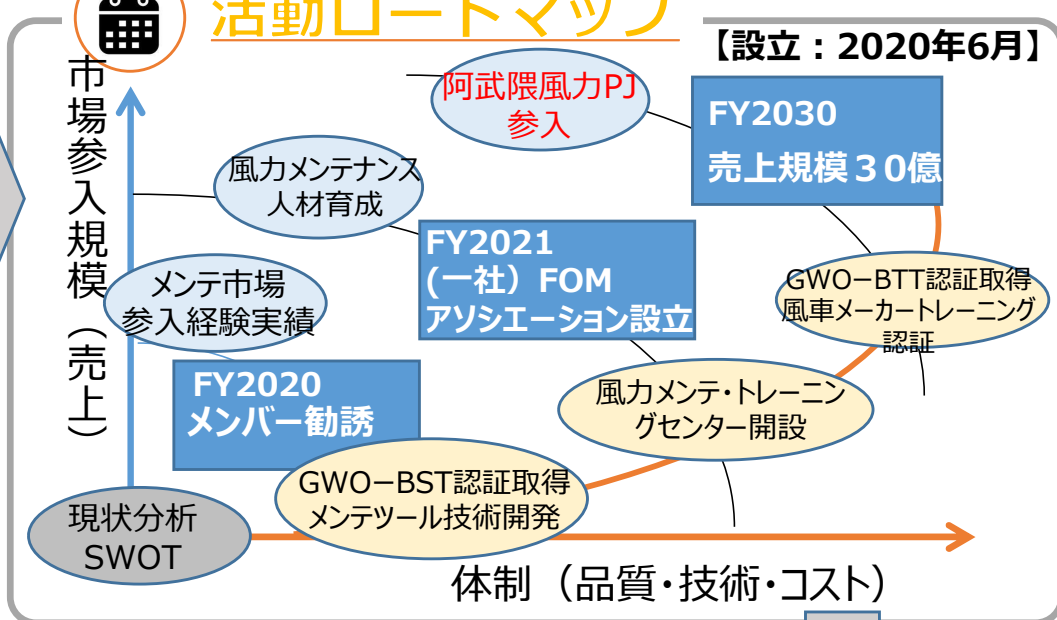 活動ロードマップ
【設立：2020年6月】
市場参入規模（売上）
阿武隈風力PJ
参入
FY2030
売上規模３０億
風力メンテナンス
人材育成
FY2021
(一社）FOM
アソシエーション設立
GWO－BTT認証取得
風車メーカートレーニング
認証
メンテ市場
参入経験実績
FY2020
メンバー勧誘
風力メンテ・トレーニン
グセンター開設
GWO－BST認証取得
メンテツール技術開発
現状分析
SWOT
体制（品質・技術・コスト）